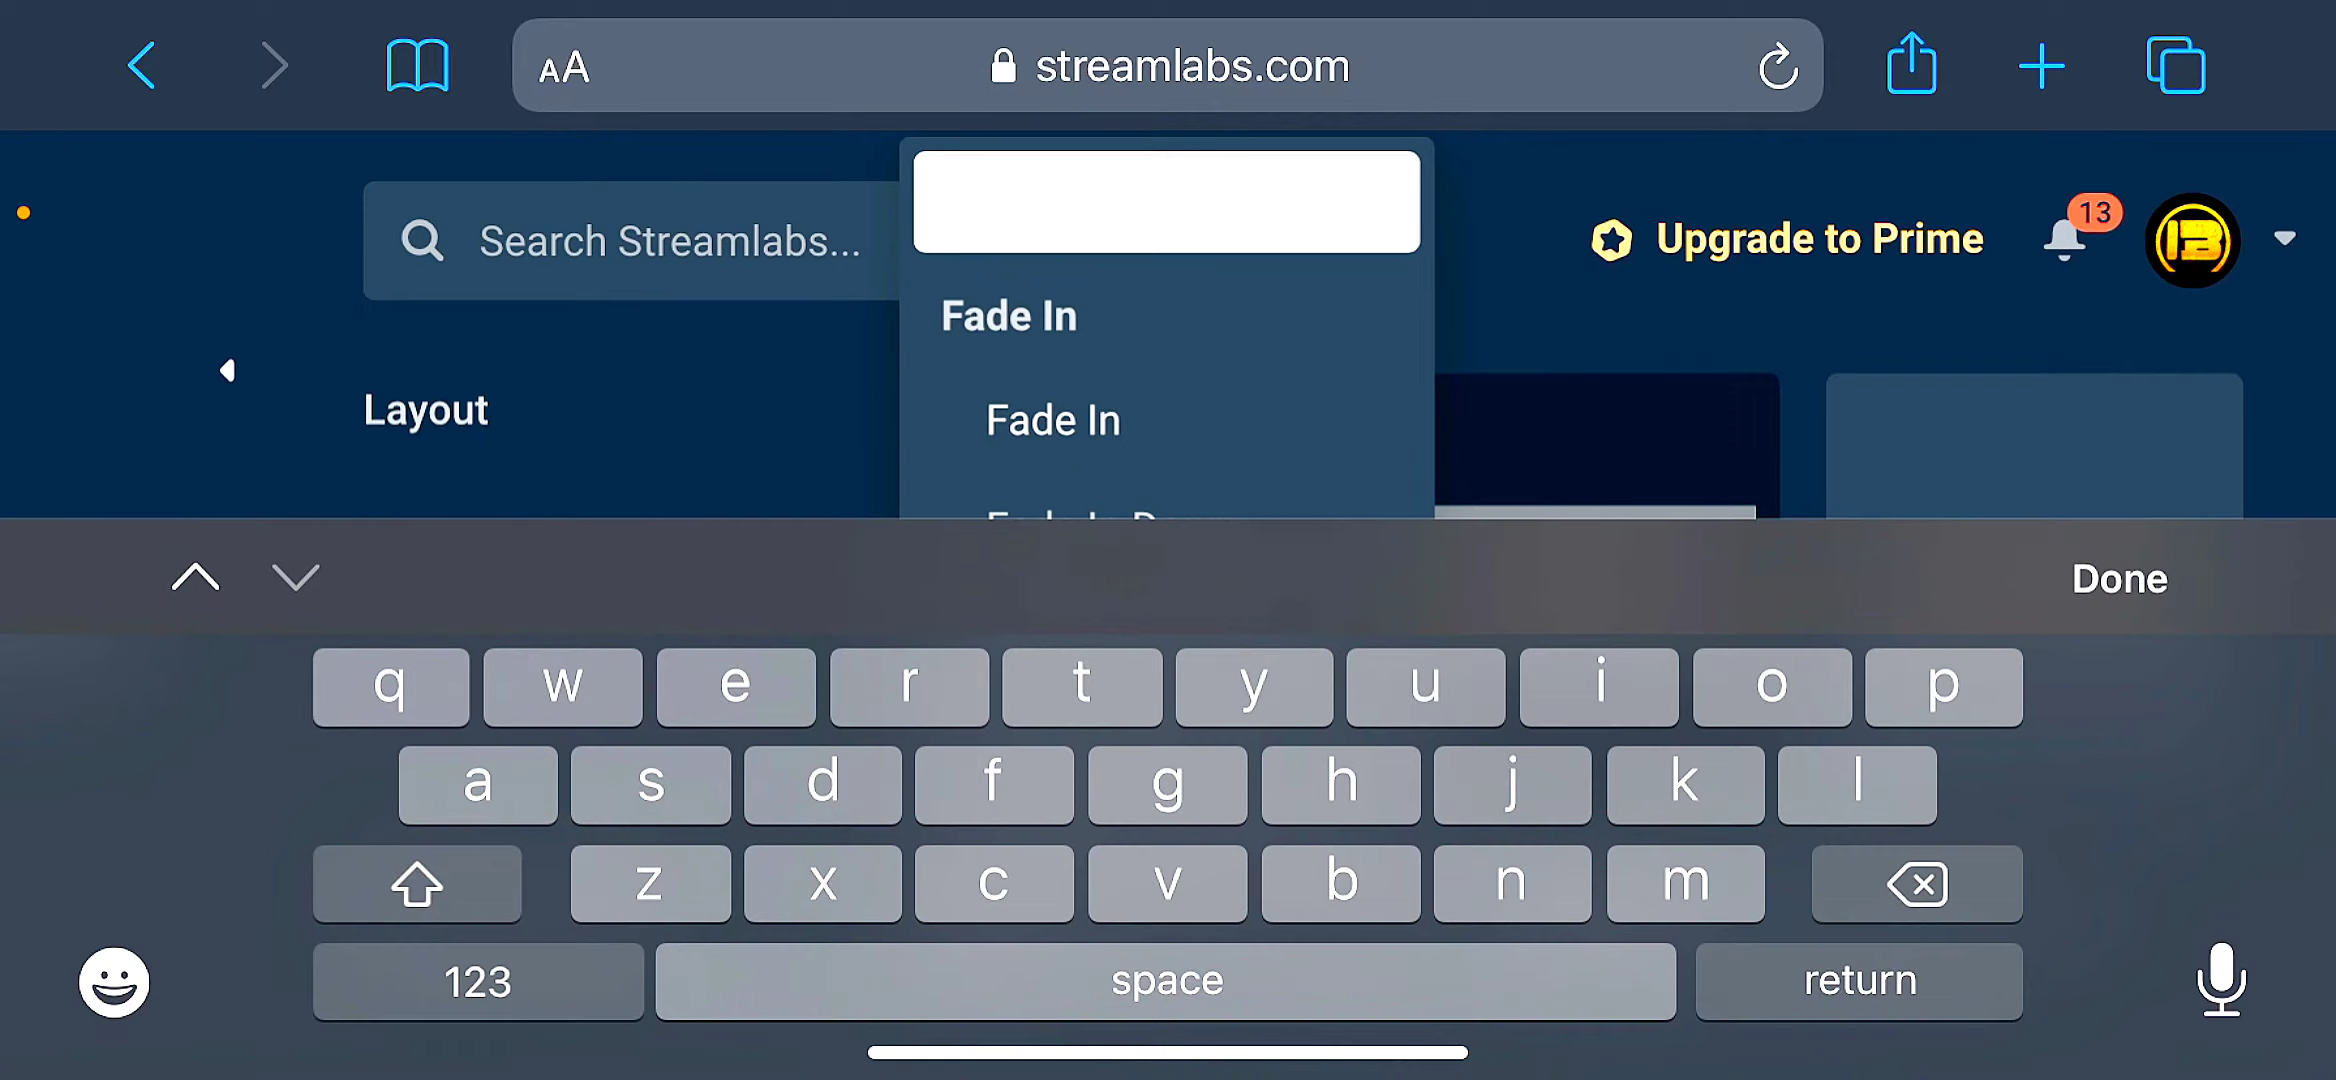 AA
streamlabs.com
Search Streamlabs...
Upgrade to Prime
13
Fade In
Layout
Fade In
Done
q w e r t y u i o p
a s d f g h j k l
z x c v b n m
123
space
return